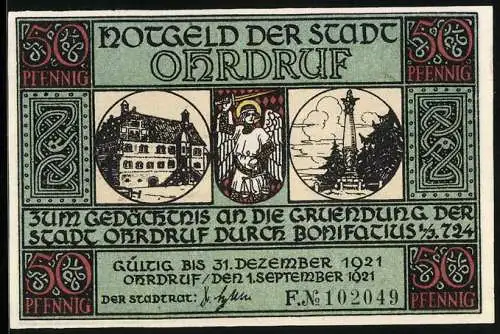 50 PFENNIG
NOTGELD DER STADT
OHRDRUF
50 PFENNIG
ZUM GEDÄCHTNIS AN DIE GRUENDUNG DER
STADT OHRDRUF DURCH BONIFATIUS 724
50 PFENNIG
GÜLTIG BIS 31. DEZEMBER 1921
OHRDRUF / DEN 1. SEPTEMBER 1921
DER STADTRAT:
F. No 102049
50 PFENNIG